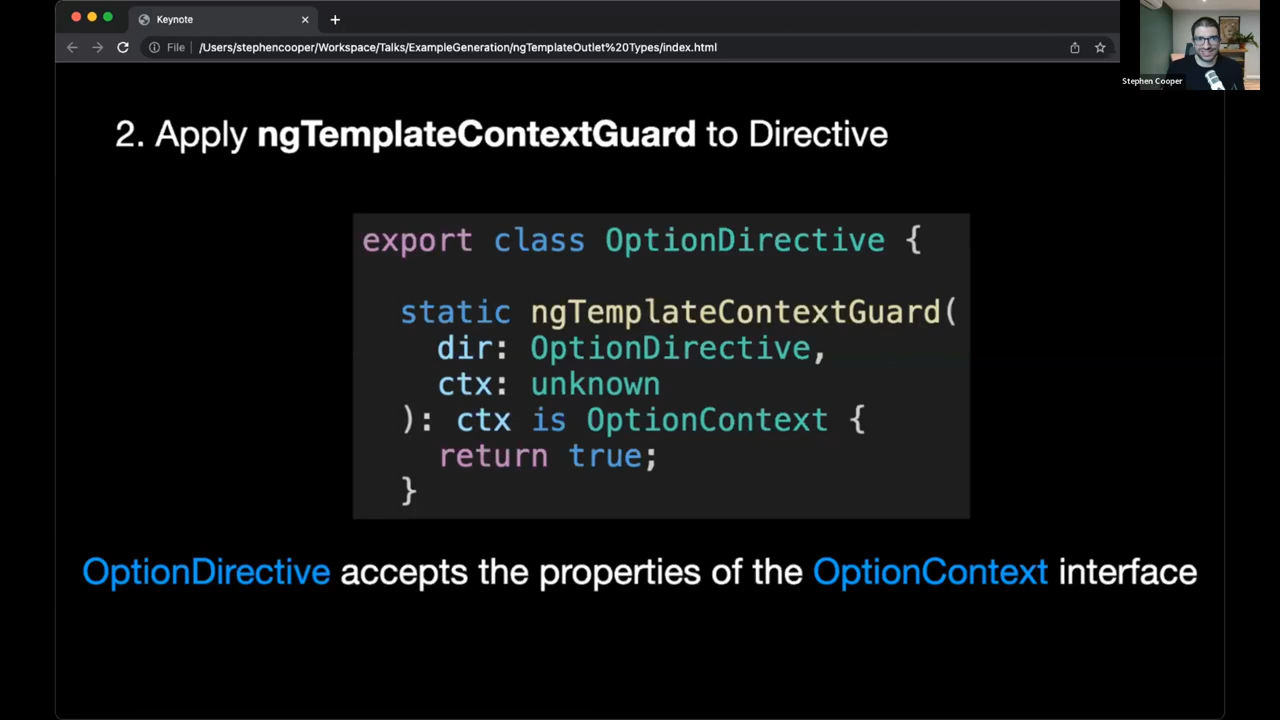 Keynote
File
/Users/stephencooper/Workspace/Talks/ExampleGeneration/ngTemplateOutlet%20Types/index.html
Stephen Cooper
2. Apply ngTemplateContextGuard to Directive
export class OptionDirective {
static ngTemplateContextGuard(
dir: OptionDirective,
ctx: unknown
): ctx is OptionContext {
return true;
}
OptionDirective accepts the properties of the OptionContext interface